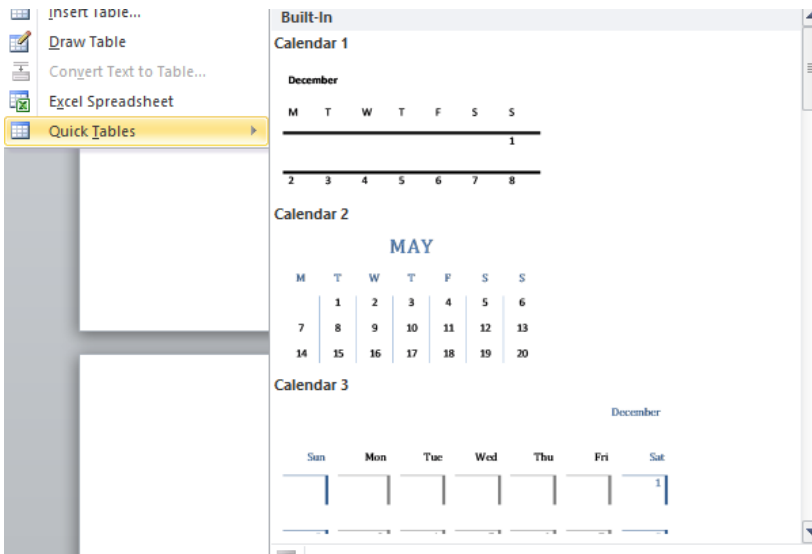 Insert Table...
Draw Table
Convert Text to Table...
Excel Spreadsheet
Quick Tables
Built-In
Calendar 1
December
M T W T F S S
1
2 3 4 5 6 7 8
Calendar 2
MAY
M T W T F S S
1 2 3 4 5 6
7 8 9 10 11 12 13
14 15 16 17 18 19 20
Calendar 3
December
Sun Mon Tue Wed Thu Fri Sat
1